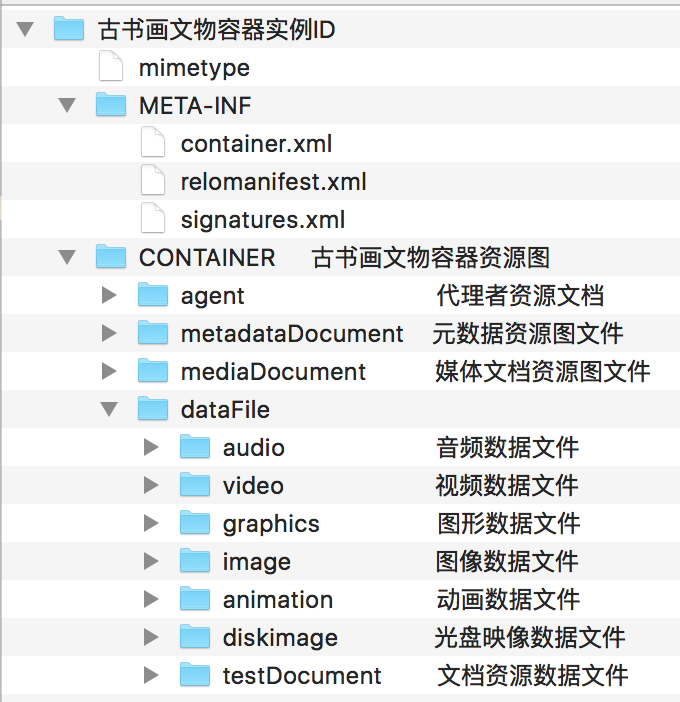 古书画文物容器实例ID
mimetype
META-INF
container.xml
relomanifest.xml
signatures.xml
CONTAINER 古书画文物容器资源图
agent 代理者资源文档
metadataDocument 元数据资源图文件
mediaDocument 媒体文档资源图文件
dataFile
audio 音频数据文件
video 视频数据文件
graphics 图形数据文件
image 图像数据文件
animation 动画数据文件
diskimage 光盘映像数据文件
testDocument 文档资源数据文件